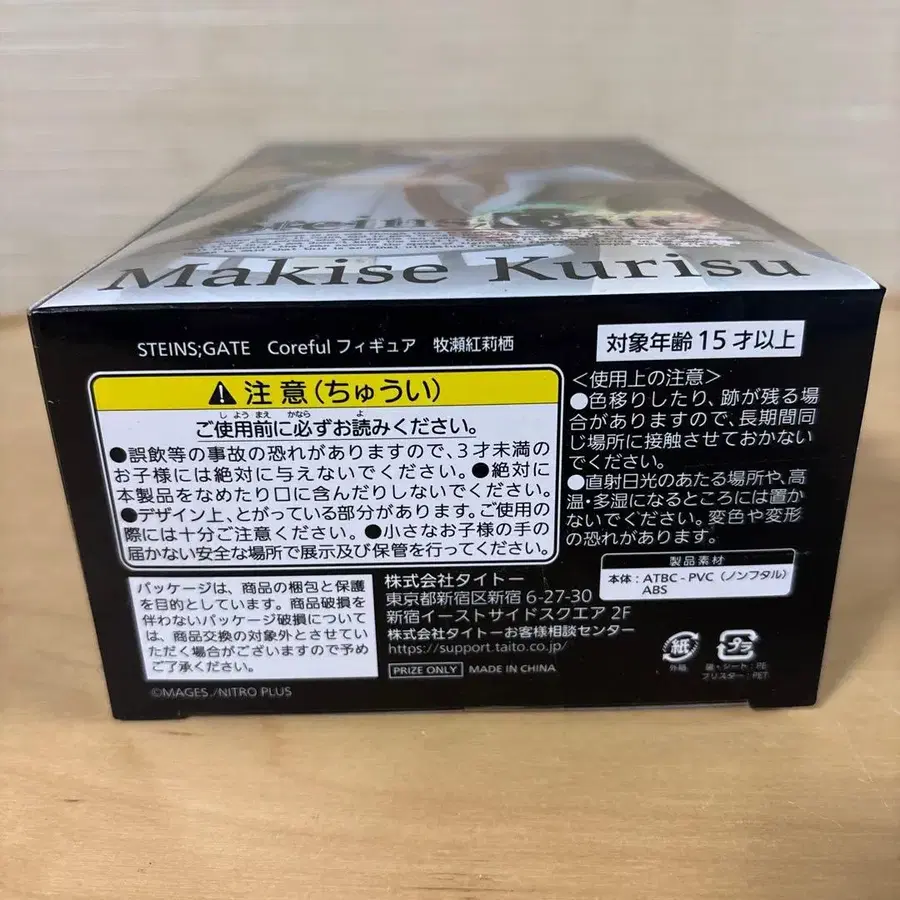 Steins;Gate
Makise Kurisu
STEINS;GATE Coreful フィギュア 牧瀬紅莉栖
対象年齢 15 才以上
注意(ちゅうい)
しようまえ かなら よ
ご使用前に必ずお読みください。
●誤飲等の事故の恐れがありますので、3才未満の
お子様には絶対に与えないでください。●絶対に
本製品をなめたり口に含んだりしないでください。
●デザイン上、とがっている部分があります。ご使用の
際には十分ご注意ください。●小さなお子様の手の
届かない安全な場所で展示及び保管を行ってください。
<使用上の注意>
●色移りしたり、跡が残る場
合がありますので、長期間同
じ場所に接触させておかない
でください。
●直射日光のあたる場所や、高
温・多湿になるところには置か
ないでください。変色や変形
の恐れがあります。
製品素材
本体:ATBC-PVC(ノンフタル)
ABS
パッケージは、商品の梱包と保護
を目的としています。商品破損を
伴わないパッケージ破損について
は、商品交換の対象外とさせてい
ただく場合がございますので予め
ご了承ください。
©MAGES./NITRO PLUS
株式会社タイトー
東京都新宿区新宿 6-27-30
新宿イーストサイドスクエア 2F
株式会社タイトーお客様相談センター
https://support.taito.co.jp/
PRIZE ONLY MADE IN CHINA
紙
外箱
プラ
袋・シート:PE
ブリスター:PET